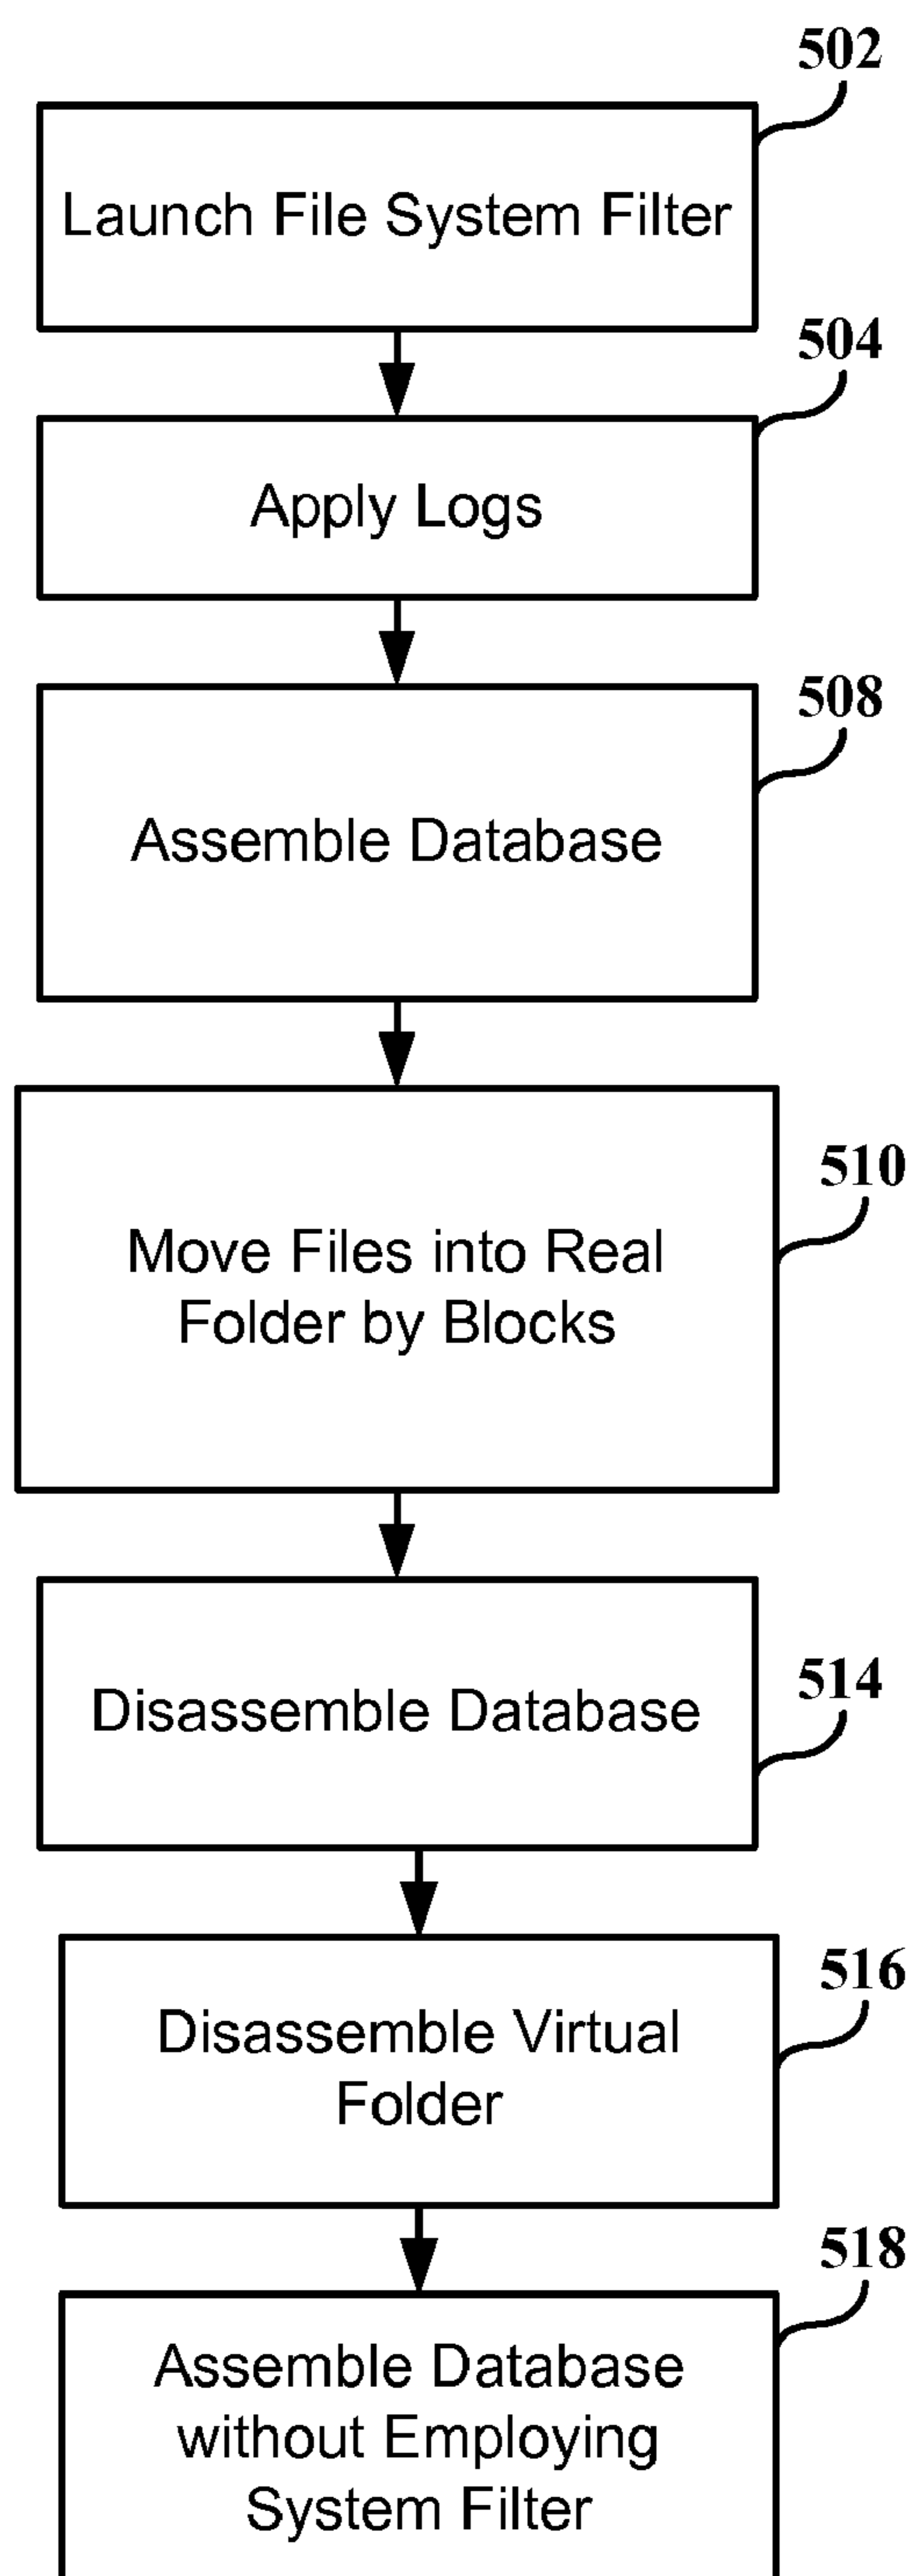 502
Launch File System Filter
504
Apply Logs
508
Assemble Database
510
Move Files into Real
Folder by Blocks
514
Disassemble Database
516
Disassemble Virtual
Folder
518
Assemble Database
without Employing
System Filter